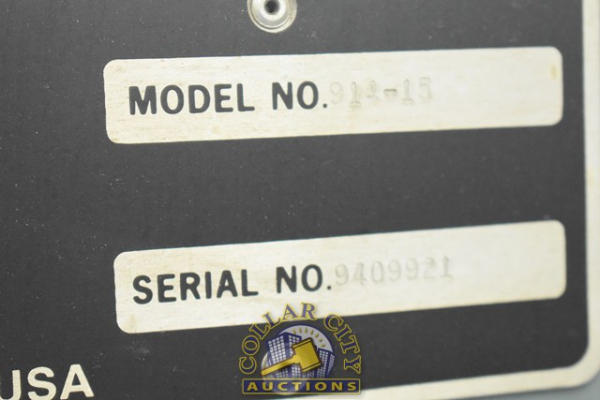 MODEL NO.
SERIAL NO. 9409921
COLLAR CITY
AUCTIONS
USA